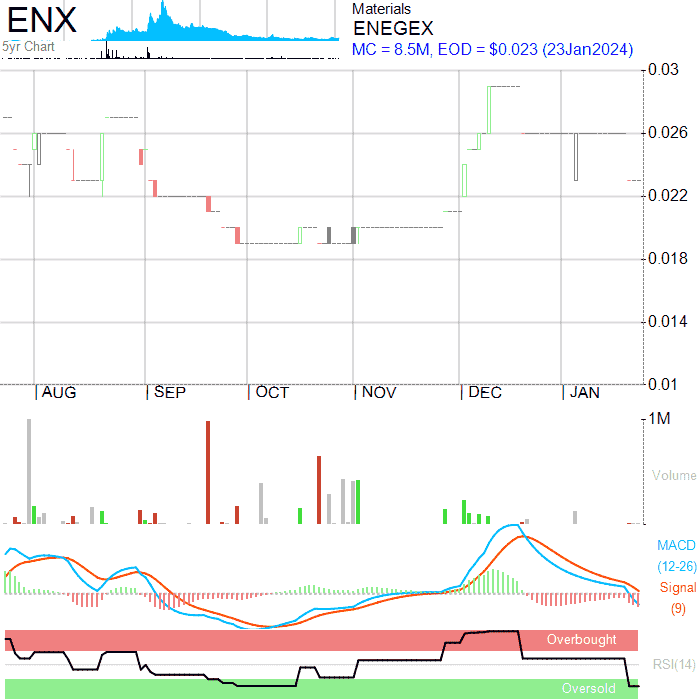 ENX
5yr Chart
Materials
ENEGEX
MC = 8.5M, EOD = $0.023 (23Jan2024)
0.03
0.026
0.022
0.018
0.014
0.01
AUG SEP OCT NOV DEC JAN
1M
Volume
MACD
(12-26)
Signal
(9)
Overbought
RSI(14)
Oversold